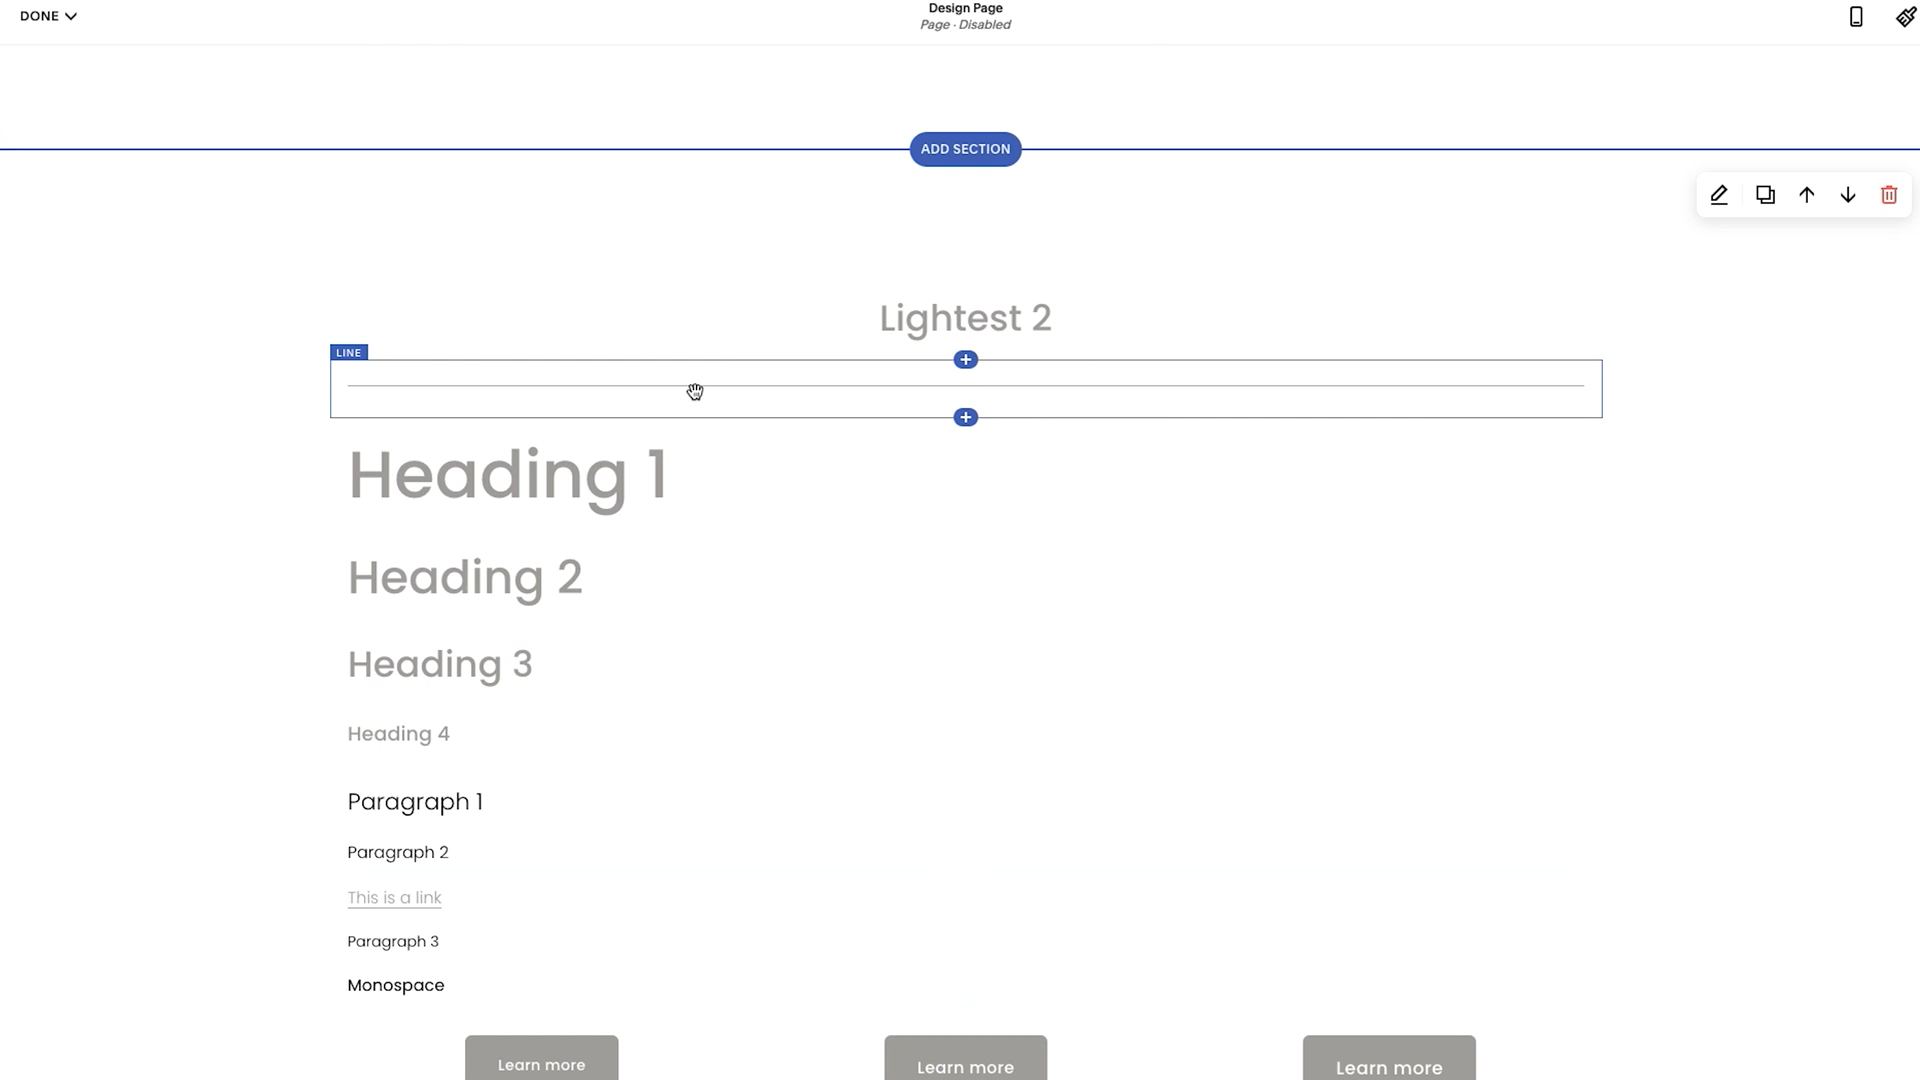 DONE
Design Page
Page · Disabled
ADD SECTION
Lightest 2
LINE
Heading 1
Heading 2
Heading 3
Heading 4
Paragraph 1
Paragraph 2
This is a link
Paragraph 3
Monospace
Learn more Learn more Learn more